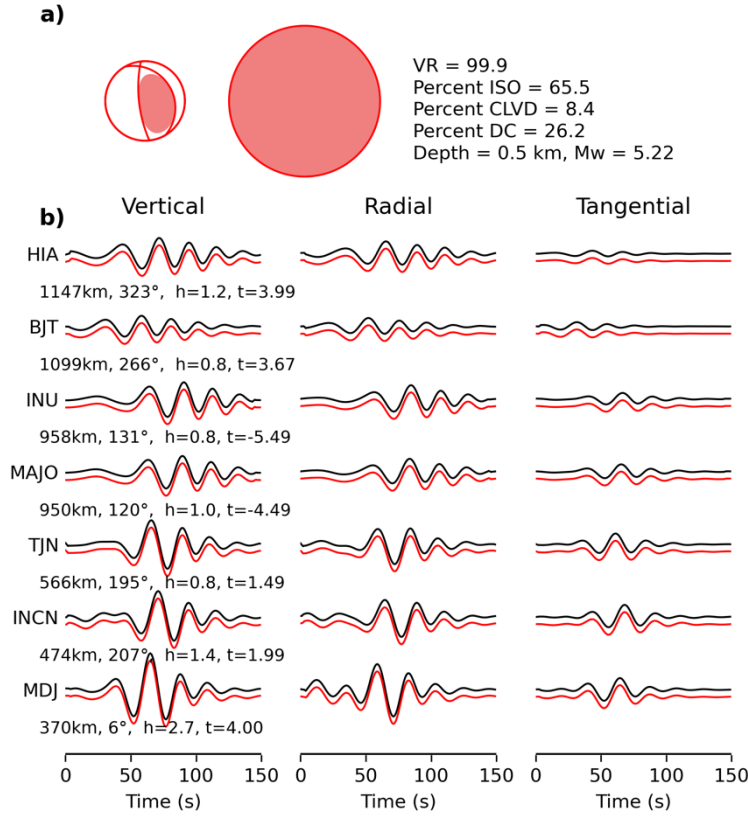 a)
VR = 99.9
Percent ISO = 65.5
Percent CLVD = 8.4
Percent DC = 26.2
Depth = 0.5 km, Mw = 5.22
b)
Vertical Radial Tangential
HIA
1147km, 323°, h=1.2, t=3.99
BJT
1099km, 266°, h=0.8, t=3.67
INU
958km, 131°, h=0.8, t=-5.49
MAJO
950km, 120°, h=1.0, t=-4.49
TJN
566km, 195°, h=0.8, t=1.49
INCN
474km, 207°, h=1.4, t=1.99
MDJ
370km, 6°, h=2.7, t=4.00
0 50 100 150 0 50 100 150 0 50 100 150
Time (s) Time (s) Time (s)